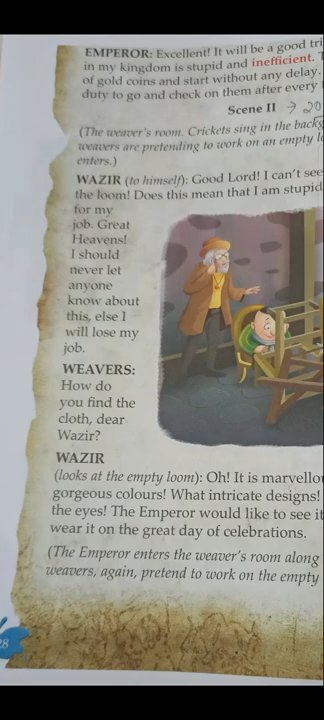 EMPEROR: Excellent! It will be a good
in my kingdom is stupid and inefficient.
of gold coins and start without any delay.
duty to go and check on them after every
Scene II → 20
(The weaver's room. Crickets sing in the
weavers are pretending to work on an empty
enters.)
WAZIR (to himself): Good Lord! I can't see
the loom! Does this mean that I am stupid
for my
job. Great
Heavens!
I should
never let
anyone
know about
this, else I
will lose my
job.
WEAVERS:
How do
you find the
cloth, dear
Wazir?
WAZIR
(looks at the empty loom): Oh! It is
gorgeous colours! What intricate designs!
the eyes! The Emperor would like to see it
wear it on the great day of celebrations.
(The Emperor enters the weaver's room along
weavers, again, pretend to work on the empty
28